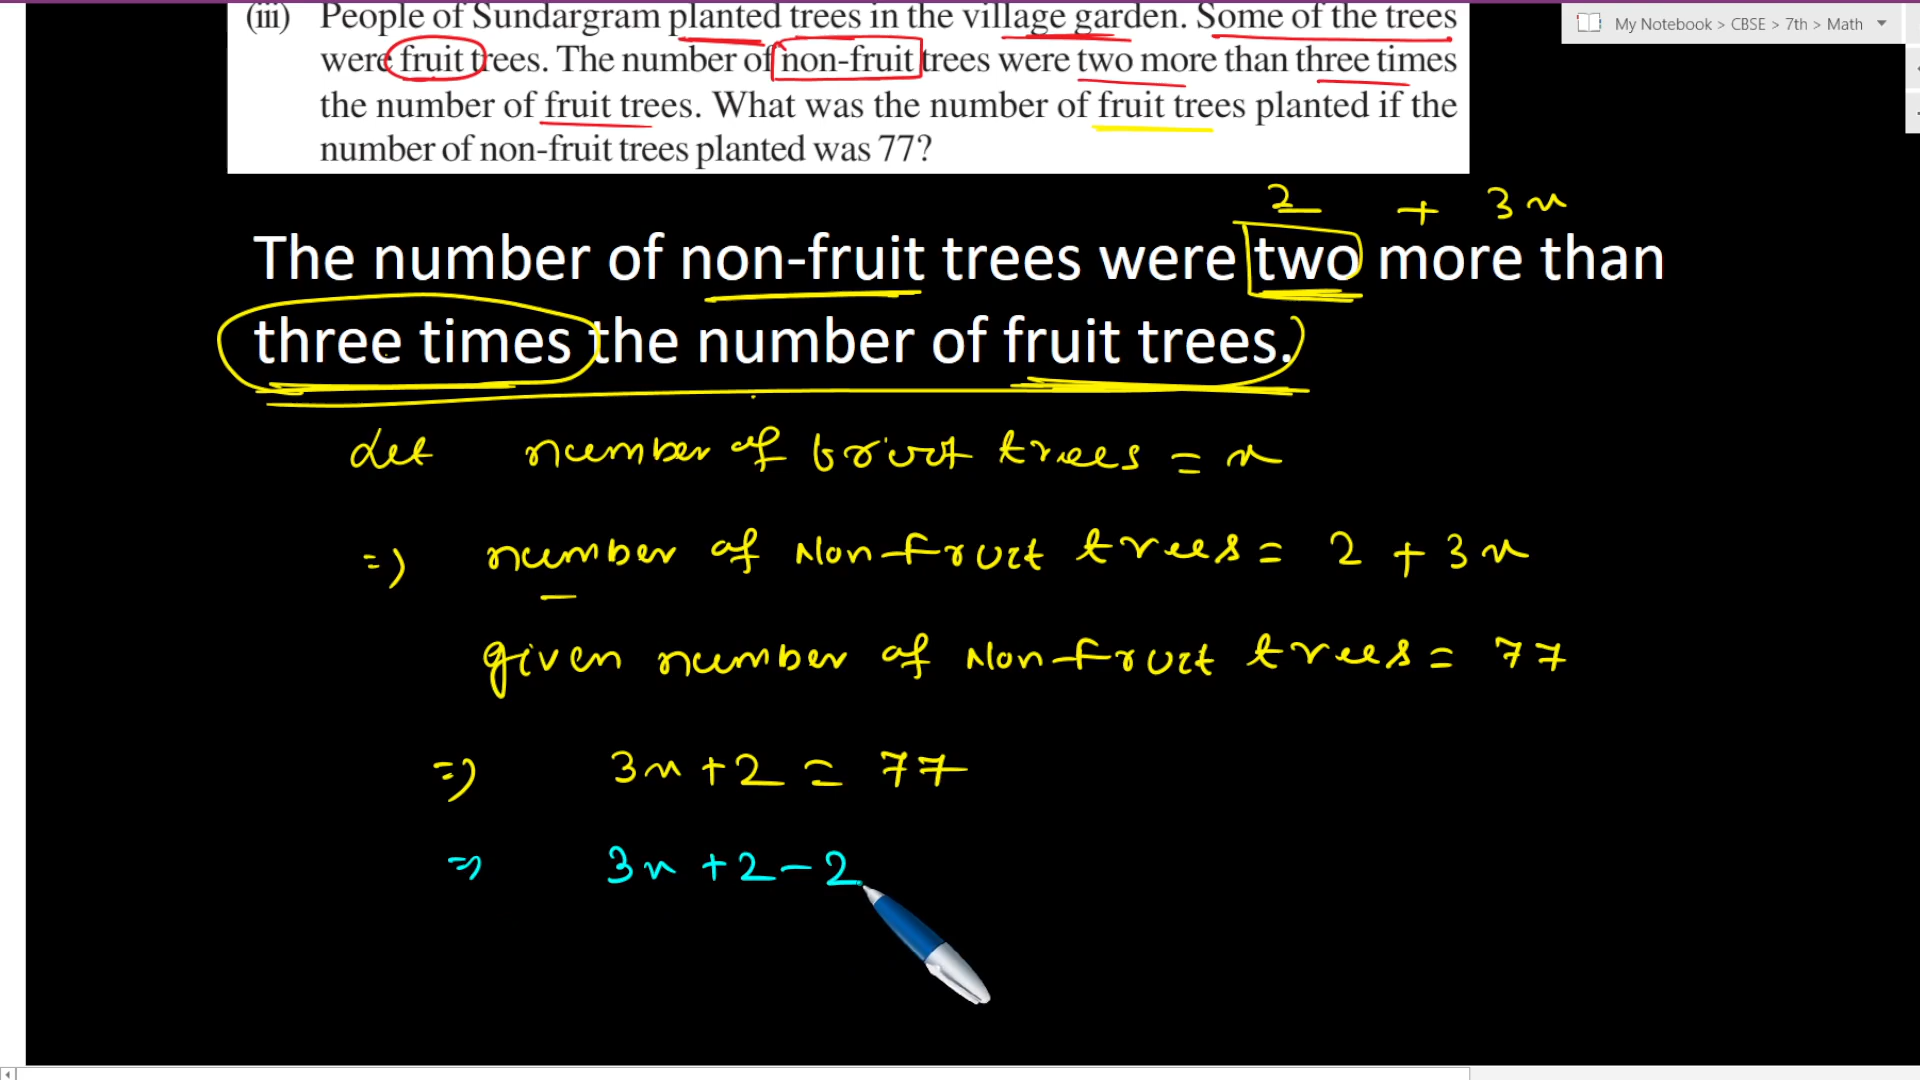 (iii) People of Sundargram planted trees in the village garden. Some of the trees
were fruit trees. The number of non-fruit trees were two more than three times
the number of fruit trees. What was the number of fruit trees planted if the
number of non-fruit trees planted was 77?
My Notebook > CBSE > 7th > Math
2 + 3x
The number of non-fruit trees were two more than
three times the number of fruit trees.
Let number of fruit trees = x
=> number of Non-fruit trees = 2 + 3x
given number of Non-fruit trees = 77
=> 3x + 2 = 77
=> 3x + 2 - 2